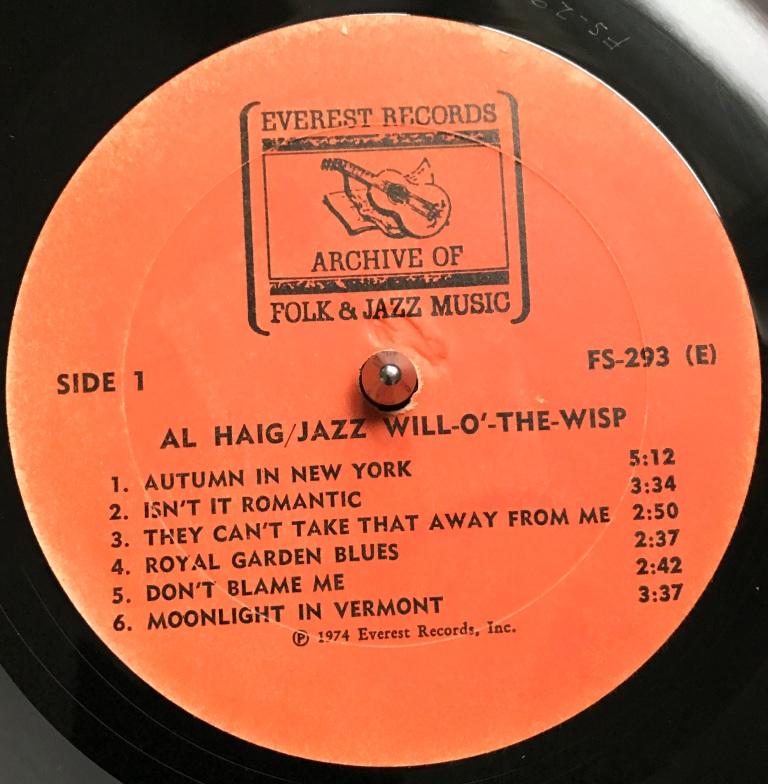 EVEREST RECORDS
ARCHIVE OF
FOLK & JAZZ MUSIC
SIDE 1
FS-293 (E)
AL HAIG/JAZZ WILL-O'-THE-WISP
1. AUTUMN IN NEW YORK 5:12
2. ISN'T IT ROMANTIC 3:34
3. THEY CAN'T TAKE THAT AWAY FROM ME 2:50
4. ROYAL GARDEN BLUES 2:37
5. DON'T BLAME ME 2:42
6. MOONLIGHT IN VERMONT 3:37
Ⓟ 1974 Everest Records, Inc.